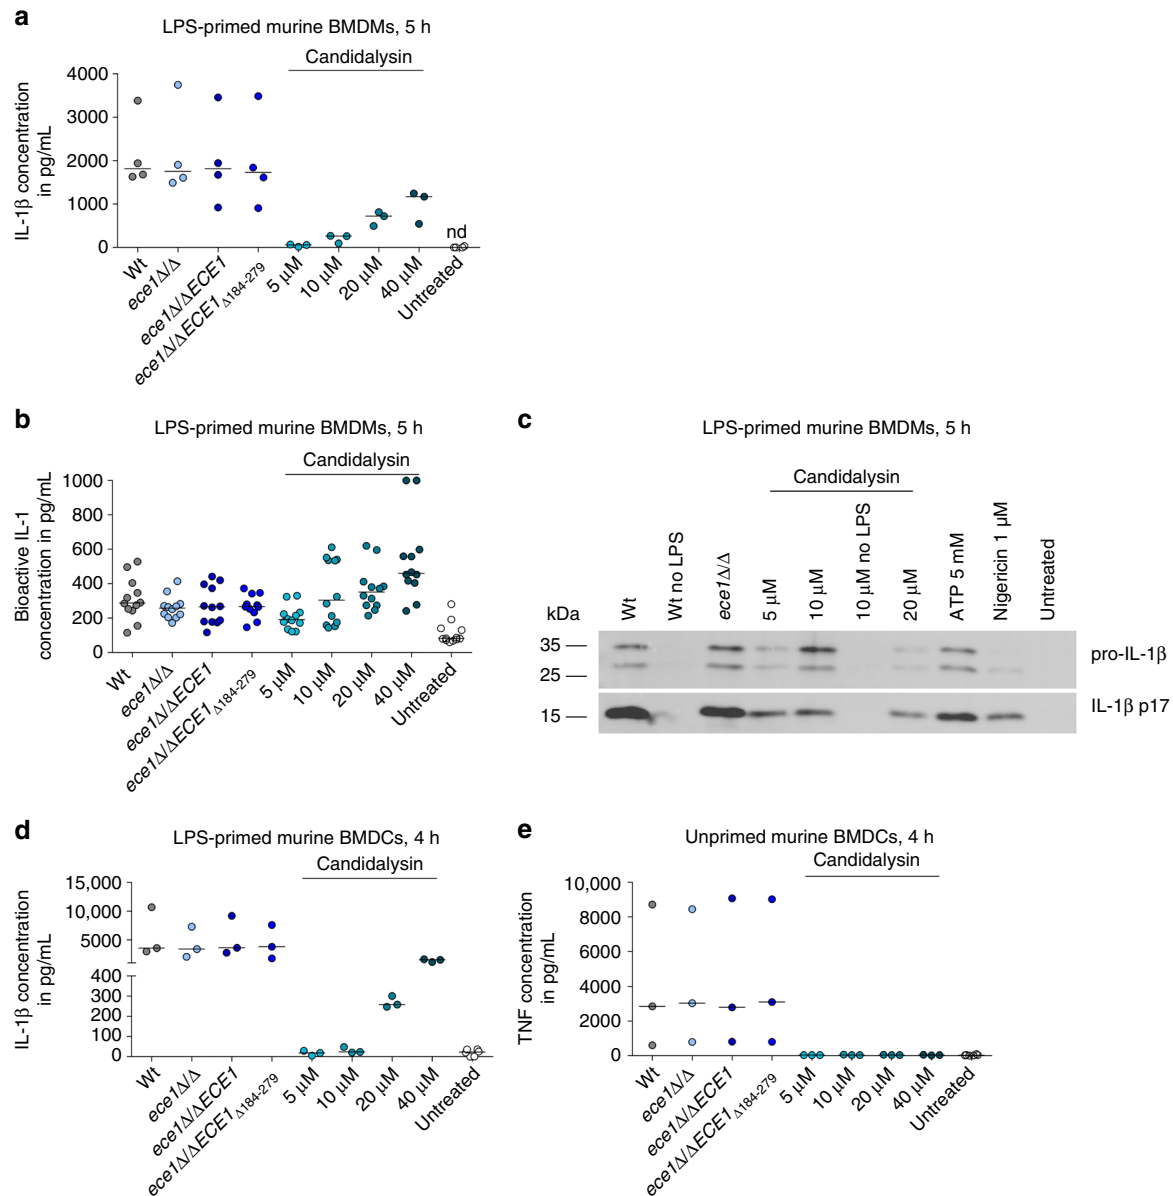 a
LPS-primed murine BMDMs, 5 h
Candidalysin
IL-1β concentration
in pg/mL
4000
3000
2000
1000
0
nd
Wt
ece1Δ/Δ
ece1Δ/ΔECE1
ece1Δ/ΔECE1Δ184-279
5 μM
10 μM
20 μM
40 μM
Untreated
b
LPS-primed murine BMDMs, 5 h
Candidalysin
Bioactive IL-1
concentration in pg/mL
1000
800
600
400
200
0
Wt
ece1Δ/Δ
ece1Δ/ΔECE1
ece1Δ/ΔECE1Δ184-279
5 μM
10 μM
20 μM
40 μM
Untreated
c
LPS-primed murine BMDMs, 5 h
Candidalysin
Wt
Wt no LPS
ece1Δ/Δ
5 μM
10 μM
10 μM no LPS
20 μM
ATP 5 mM
Nigericin 1 μM
Untreated
kDa
35
25
15
pro-IL-1β
IL-1β p17
d
LPS-primed murine BMDCs, 4 h
Candidalysin
IL-1β concentration
in pg/mL
15,000
10,000
5000
400
300
200
100
0
Wt
ece1Δ/Δ
ece1Δ/ΔECE1
ece1Δ/ΔECE1Δ184-279
5 μM
10 μM
20 μM
40 μM
Untreated
e
Unprimed murine BMDCs, 4 h
Candidalysin
TNF concentration
in pg/mL
10,000
8000
6000
4000
2000
0
Wt
ece1Δ/Δ
ece1Δ/ΔECE1
ece1Δ/ΔECE1Δ184-279
5 μM
10 μM
20 μM
40 μM
Untreated